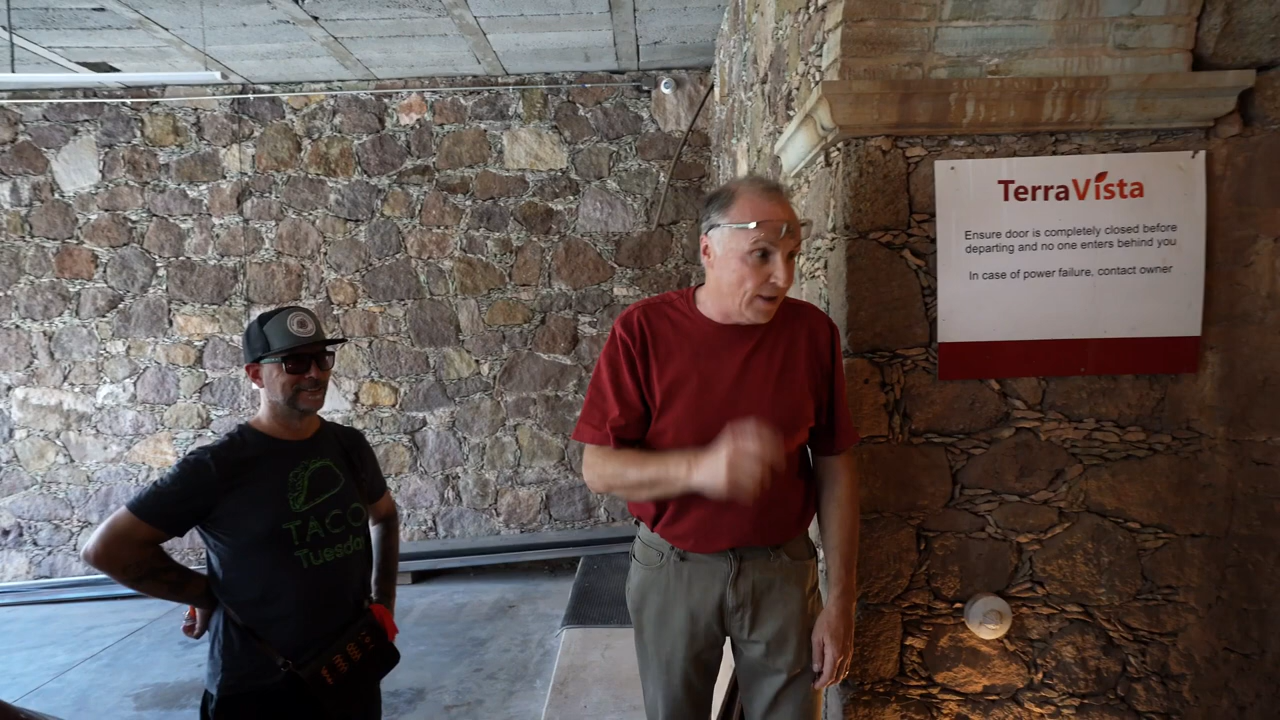 TerraVista
Ensure door is completely closed before
departing and no one enters behind you
In case of power failure, contact owner
TACO
Tuesday